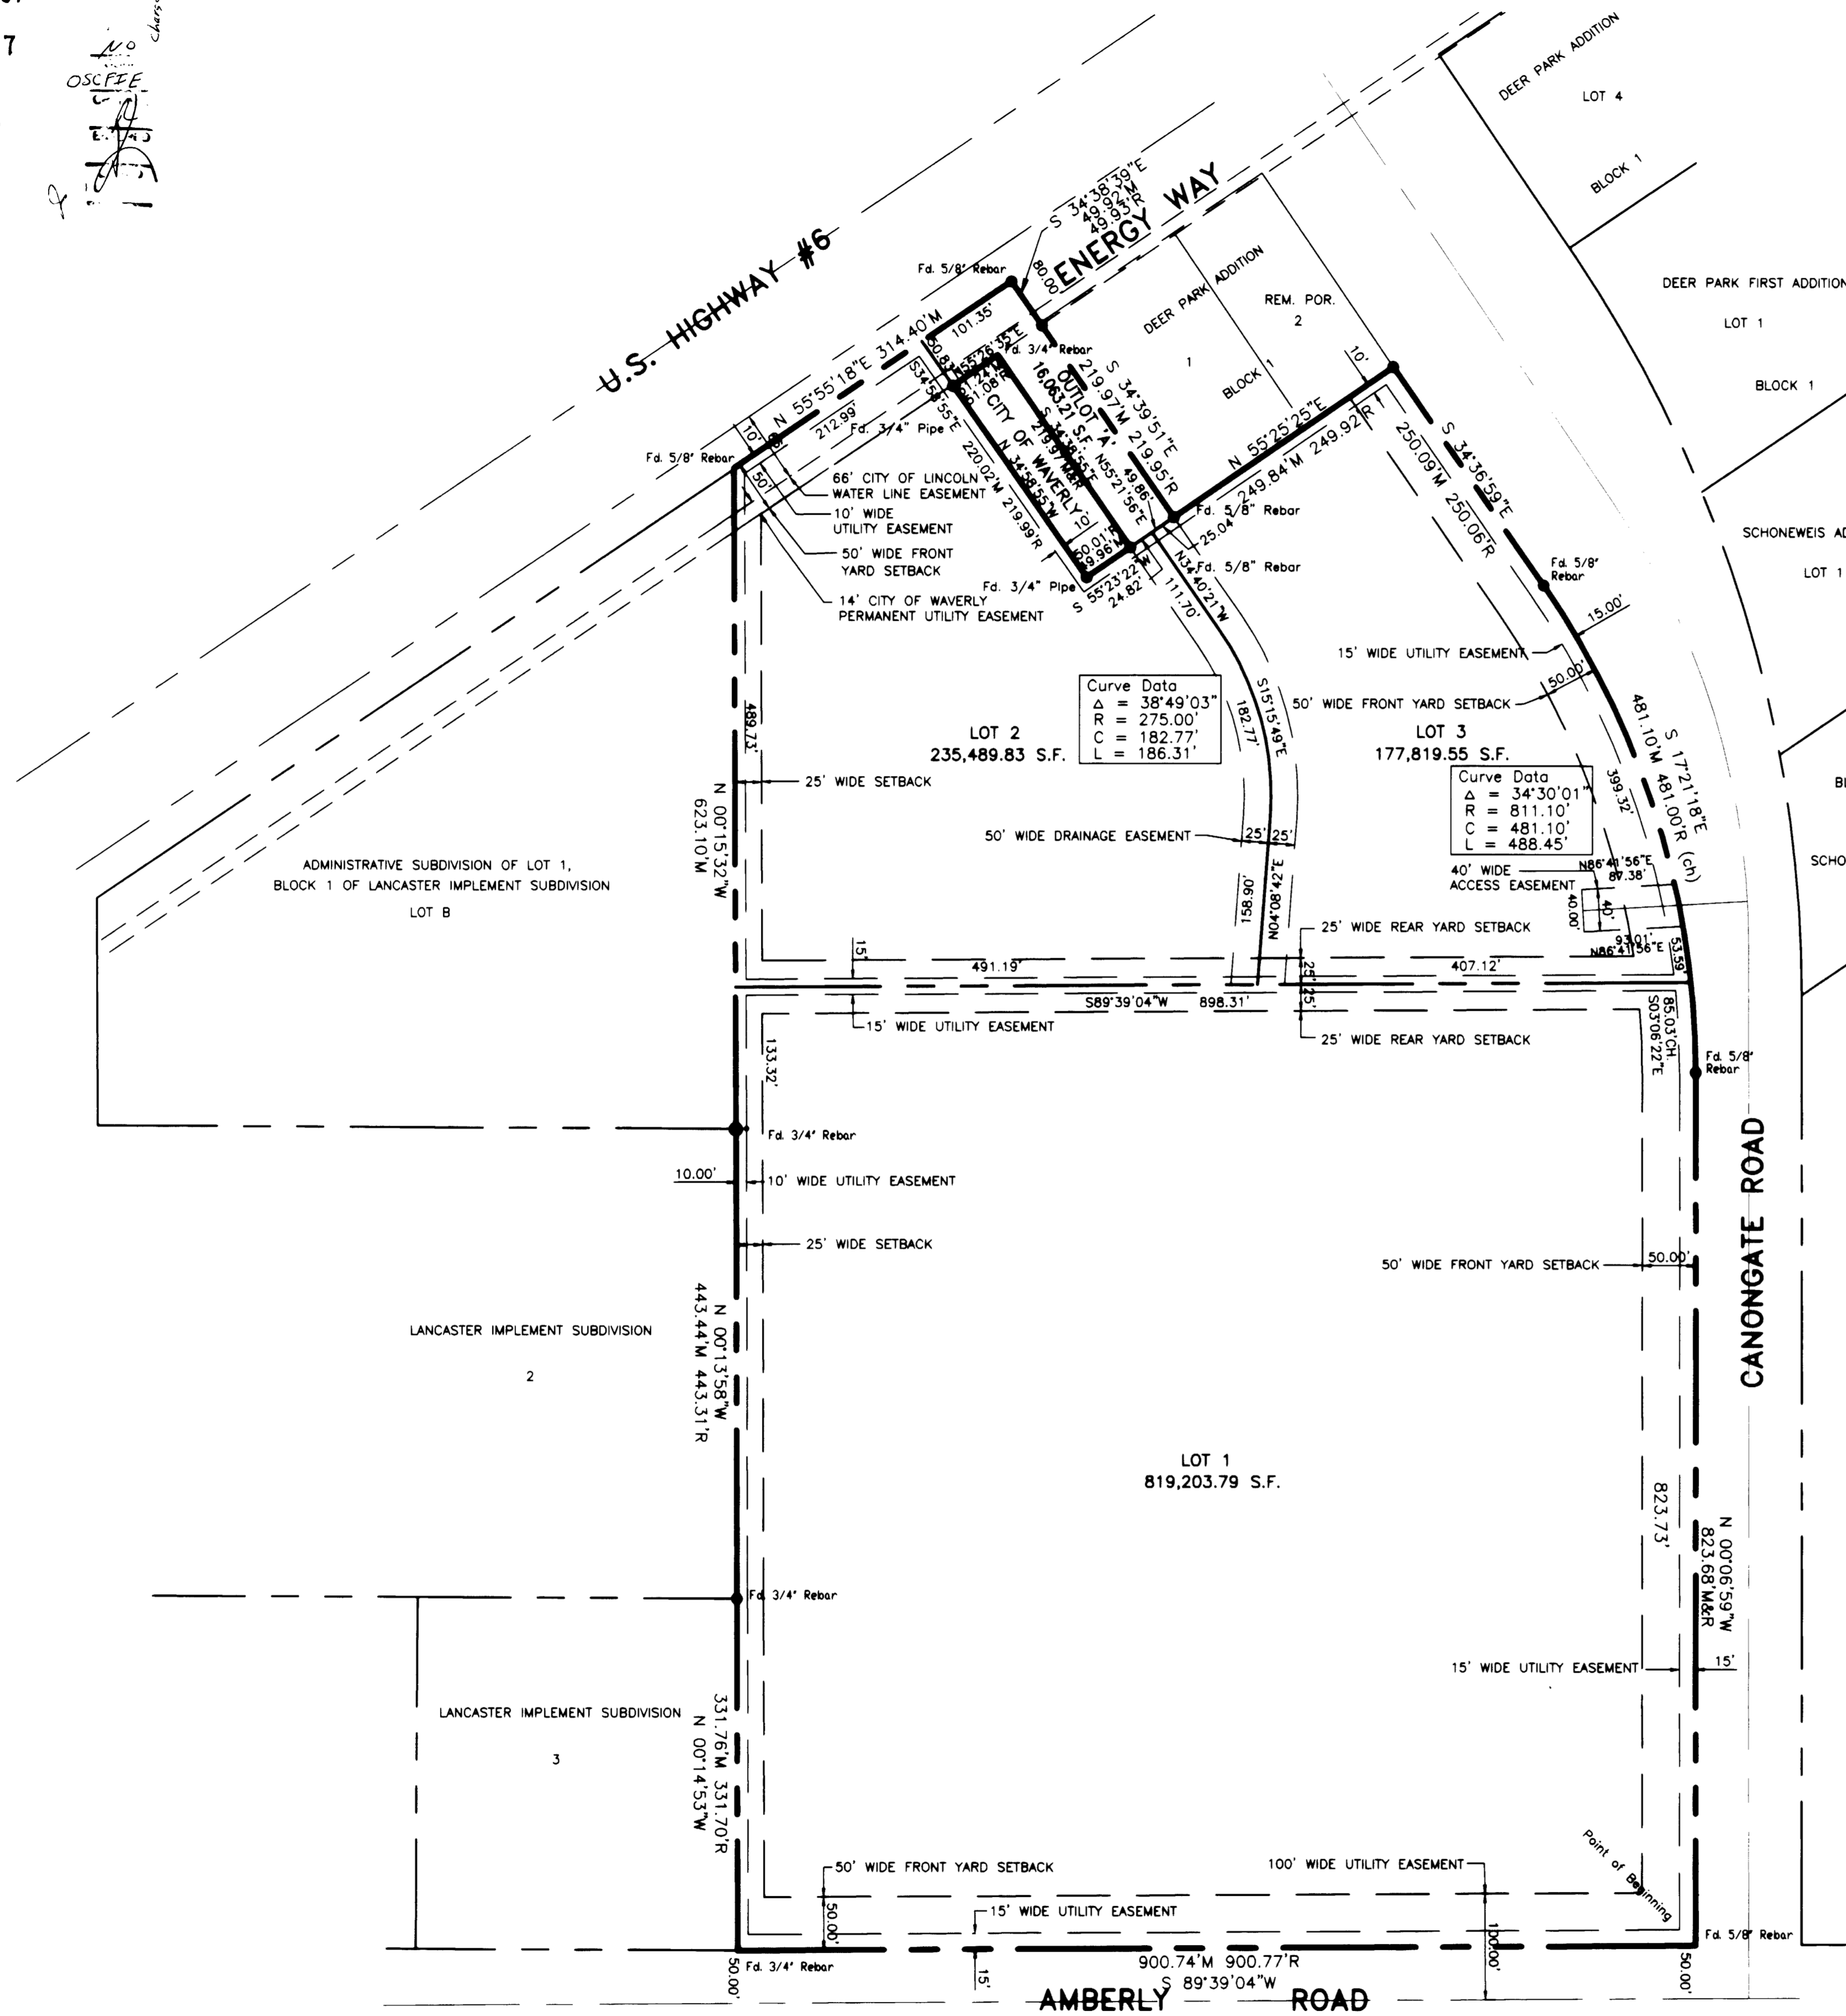 7
NO
OSCFIE
U.S. HIGHWAY #6
ENERGY WAY
S 34°38'39"E
49.92'M
49.93'R
80.00'
Fd. 5/8" Rebar
101.35'
N 55°55'18"E 314.40'M
212.99'
Fd. 3/4" Rebar
OUTLOT 'A'
16,063.21 S.F.
S 34°39'51"E
219.97'M 219.95'R
CITY OF WAVERLY
S 34°38'55"E
219.97'M&R
N 34°58'55"W
220.02'M 219.99'R
N55°21'56"E
49.86'
10'
50.01'R
49.96'M
S 55°23'22"W
24.82'
25.04'
Fd. 3/4" Pipe
Fd. 3/4" Pipe
Fd. 5/8" Rebar
Fd. 5/8" Rebar
Fd. 5/8" Rebar
10'
66'
50'
66' CITY OF LINCOLN
WATER LINE EASEMENT
10' WIDE
UTILITY EASEMENT
50' WIDE FRONT
YARD SETBACK
14' CITY OF WAVERLY
PERMANENT UTILITY EASEMENT
DEER PARK ADDITION
LOT 4
BLOCK 1
DEER PARK ADDITION
1
BLOCK 1
REM. POR.
2
10'
N 55°25'25"E
249.84'M 249.92'R
S 34°36'59"E
250.09'M 250.06'R
DEER PARK FIRST ADDITION
LOT 1
BLOCK 1
SCHONEWEIS AD
LOT 1
BL
SCHO
Fd. 5/8"
Rebar
15.00'
15' WIDE UTILITY EASEMENT
50.00'
50' WIDE FRONT YARD SETBACK
N34°40'21"W
111.70'
S15°15'49"E
182.77'
Curve Data
Δ = 38°49'03"
R = 275.00'
C = 182.77'
L = 186.31'
LOT 2
235,489.83 S.F.
LOT 3
177,819.55 S.F.
Curve Data
Δ = 34°30'01"
R = 811.10'
C = 481.10'
L = 488.45'
S 17°21'18"E
481.10'M 481.00'R (ch)
399.32'
489.73'
25' WIDE SETBACK
N 00°15'32"W
623.10'M
50' WIDE DRAINAGE EASEMENT
25' 25'
158.90'
N04°08'42"E
40' WIDE
ACCESS EASEMENT
N86°41'56"E
87.38'
40.00'
40'
93.01'
N86°41'56"E
53.59'
ADMINISTRATIVE SUBDIVISION OF LOT 1,
BLOCK 1 OF LANCASTER IMPLEMENT SUBDIVISION
LOT B
25' WIDE REAR YARD SETBACK
15'
491.19'
25'
25'
407.12'
S89°39'04"W 898.31'
15' WIDE UTILITY EASEMENT
25' WIDE REAR YARD SETBACK
85.03'CH.
S03°06'22"E
133.32'
Fd. 5/8"
Rebar
Fd. 3/4" Rebar
10.00'
10' WIDE UTILITY EASEMENT
25' WIDE SETBACK
50' WIDE FRONT YARD SETBACK
50.00'
CANONGATE ROAD
LANCASTER IMPLEMENT SUBDIVISION
2
N 00°13'58"W
443.44'M 443.31'R
LOT 1
819,203.79 S.F.
823.73'
N 00°06'59"W
823.68'M&R
Fd. 3/4" Rebar
15' WIDE UTILITY EASEMENT
15'
LANCASTER IMPLEMENT SUBDIVISION
3
331.76'M 331.70'R
N 00°14'53"W
50' WIDE FRONT YARD SETBACK
100' WIDE UTILITY EASEMENT
Point of Beginning
50.00'
15' WIDE UTILITY EASEMENT
100.00'
Fd. 5/8" Rebar
Fd. 3/4" Rebar
50.00'
15'
900.74'M 900.77'R
S 89°39'04"W
50.00'
AMBERLY ROAD